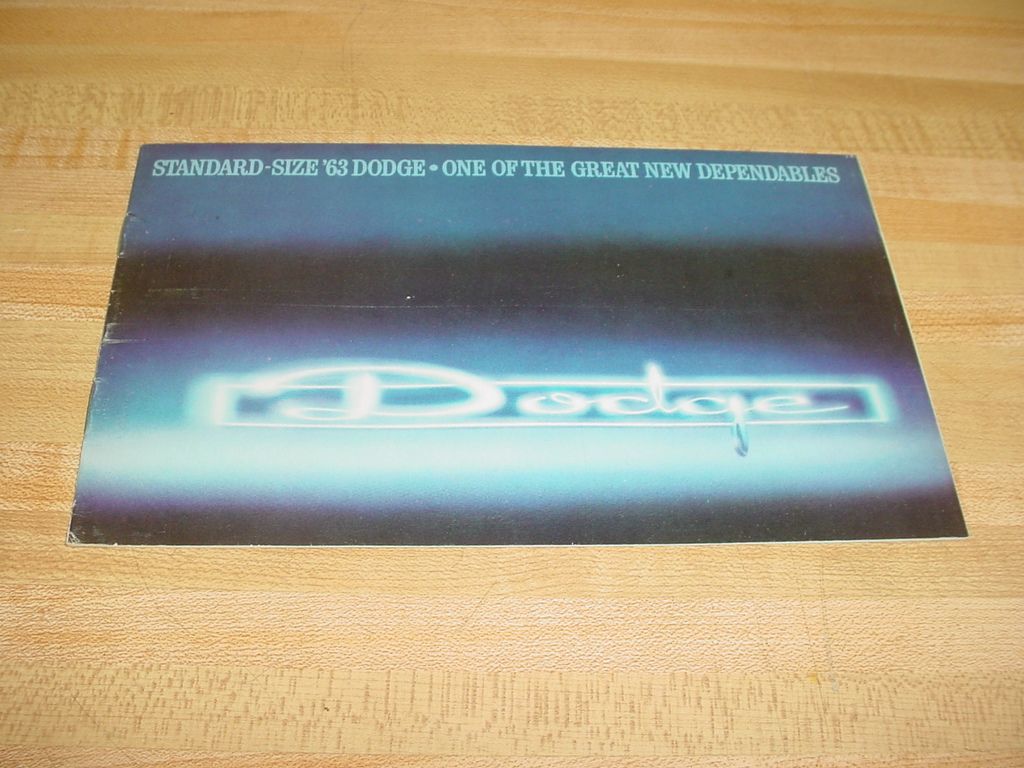 STANDARD-SIZE '63 DODGE • ONE OF THE GREAT NEW DEPENDABLES
Dodge